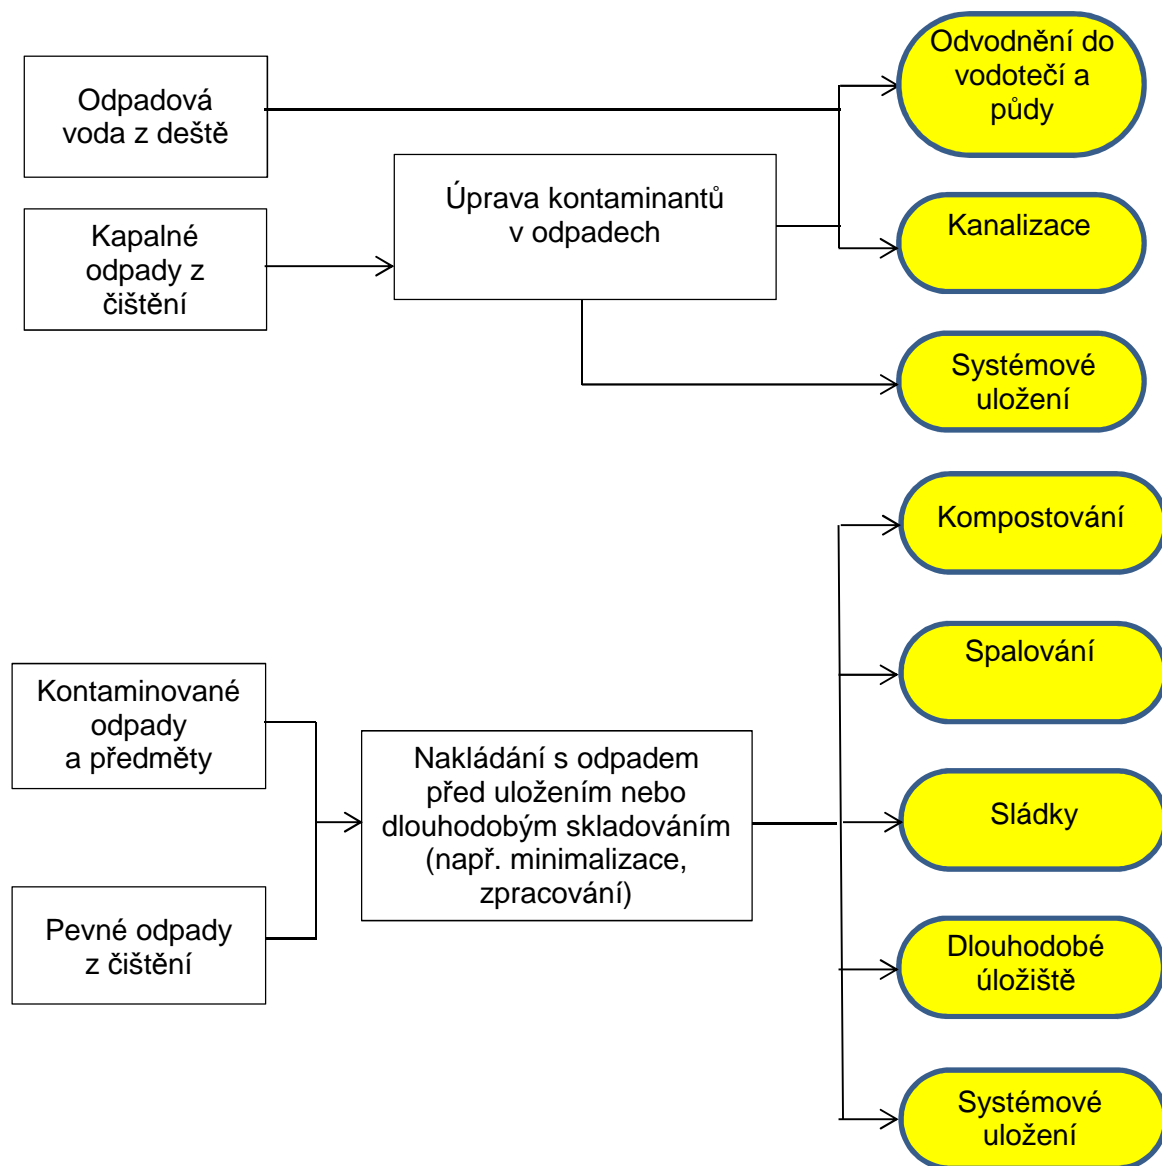 Odpadová
voda z deště
Kapalné
odpady z
čištění
Úprava kontaminantů
v odpadech
Odvodnění do
vodotečí a
půdy
Kanalizace
Systémové
uložení
Kontaminované
odpady
a předměty
Pevné odpady
z čištění
Nakládání s odpadem
před uložením nebo
dlouhodobým skladováním
(např. minimalizace,
zpracování)
Kompostování
Spalování
Sládky
Dlouhodobé
úložiště
Systémové
uložení